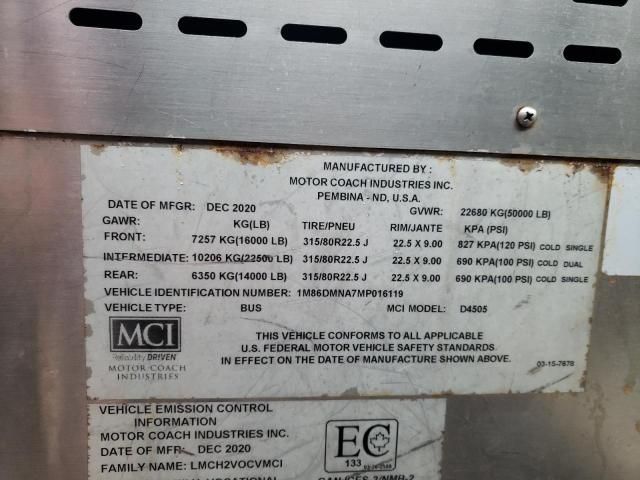 MANUFACTURED BY :
MOTOR COACH INDUSTRIES INC.
PEMBINA - ND, U.S.A.
DATE OF MFGR: DEC 2020 GVWR: 22680 KG(50000 LB)
GAWR: KG(LB) TIRE/PNEU RIM/JANTE KPA (PSI)
FRONT: 7257 KG(16000 LB) 315/80R22.5 J 22.5 X 9.00 827 KPA(120 PSI) COLD SINGLE
INTERMEDIATE: 10206 KG(22500 LB) 315/80R22.5 J 22.5 X 9.00 690 KPA(100 PSI) COLD DUAL
REAR: 6350 KG(14000 LB) 315/80R22.5 J 22.5 X 9.00 690 KPA(100 PSI) COLD SINGLE
VEHICLE IDENTIFICATION NUMBER: 1M86DMNA7MP016119
VEHICLE TYPE: BUS MCI MODEL: D4505
MCI
Reliability DRIVEN
MOTOR COACH
INDUSTRIES
THIS VEHICLE CONFORMS TO ALL APPLICABLE
U.S. FEDERAL MOTOR VEHICLE SAFETY STANDARDS.
IN EFFECT ON THE DATE OF MANUFACTURE SHOWN ABOVE.
03-15-7678
VEHICLE EMISSION CONTROL
INFORMATION
MOTOR COACH INDUSTRIES INC.
DATE OF MFR: DEC 2020
FAMILY NAME: LMCH2VOCVMCI
EC
133